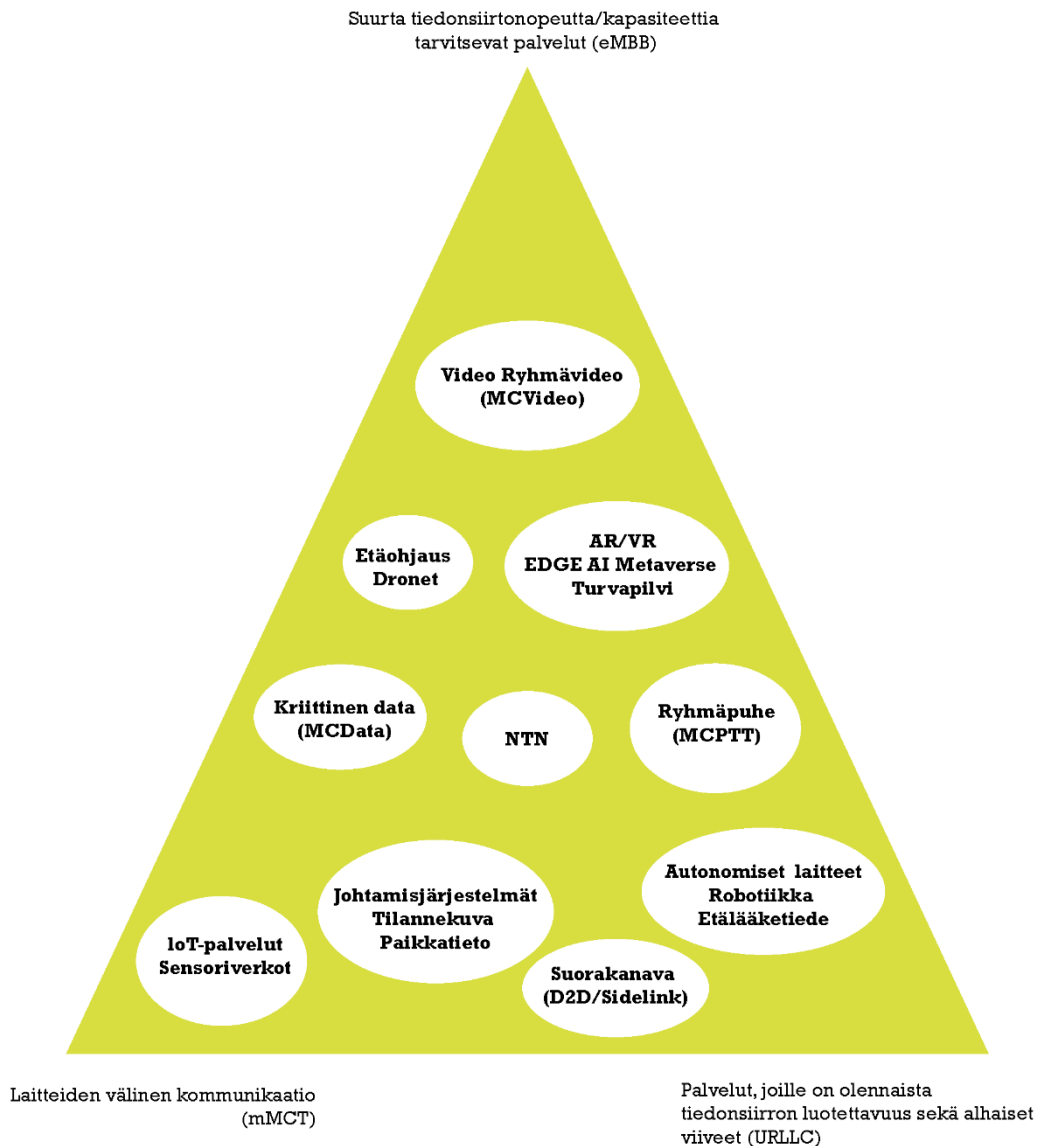 Suurta tiedonsiirtonopeutta/kapasiteettia
tarvitsevat palvelut (eMBB)
Video Ryhmävideo
(MCVideo)
Etäohjaus
Dronet
AR/VR
EDGE AI Metaverse
Turvapilvi
Kriittinen data
(MCData)
NTN
Ryhmäpuhe
(MCPTT)
Johtamisjärjestelmät
Tilannekuva
Paikkatieto
Autonomiset laitteet
Robotiikka
Etälääketiede
IoT-palvelut
Sensoriverkot
Suorakanava
(D2D/Sidelink)
Laitteiden välinen kommunikaatio
(mMCT)
Palvelut, joille on olennaista
tiedonsiirron luotettavuus sekä alhaiset
viiveet (URLLC)